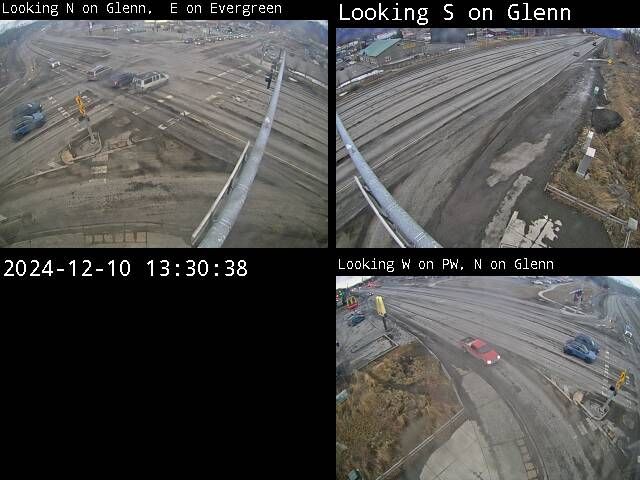 Looking N on Glenn,  E on Evergreen
Looking S on Glenn
2024-12-10 13:30:38
Looking W on PW, N on Glenn